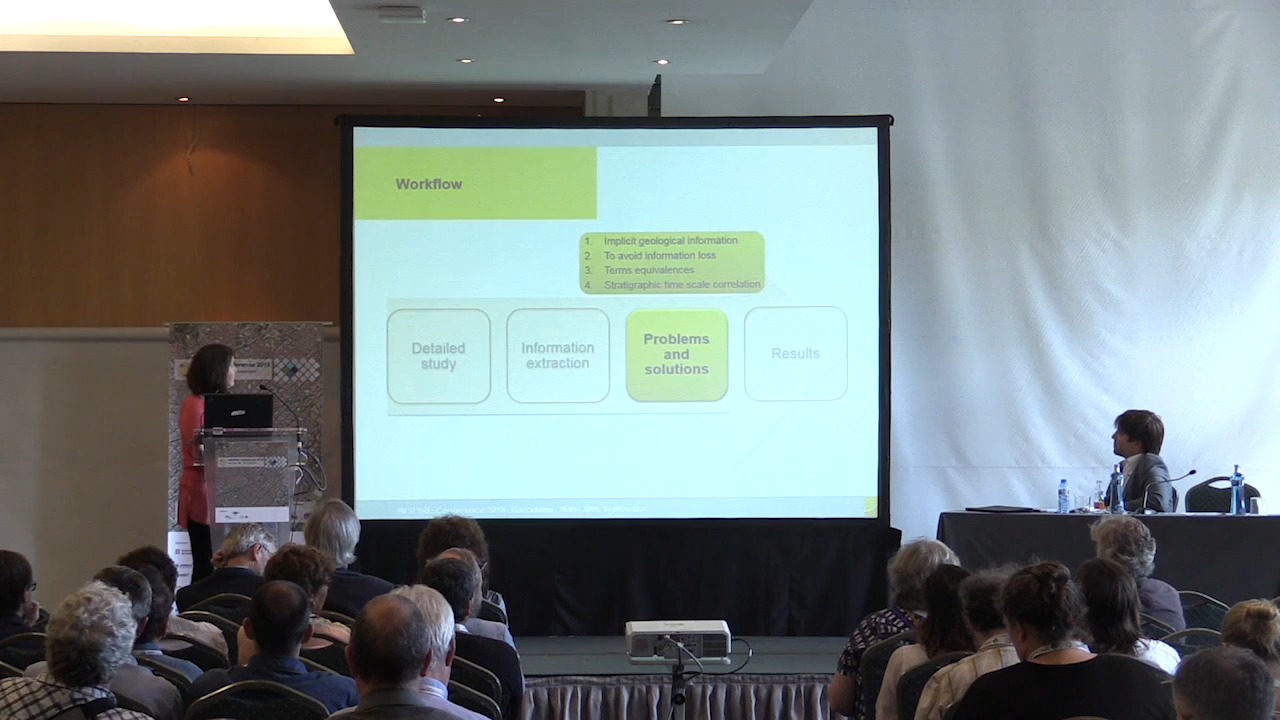 Workflow
1. Implicit geological information
2. To avoid information loss
3. Terms equivalences
4. Stratigraphic time scale correlation
Detailed
study
Information
extraction
Problems
and
solutions
Results